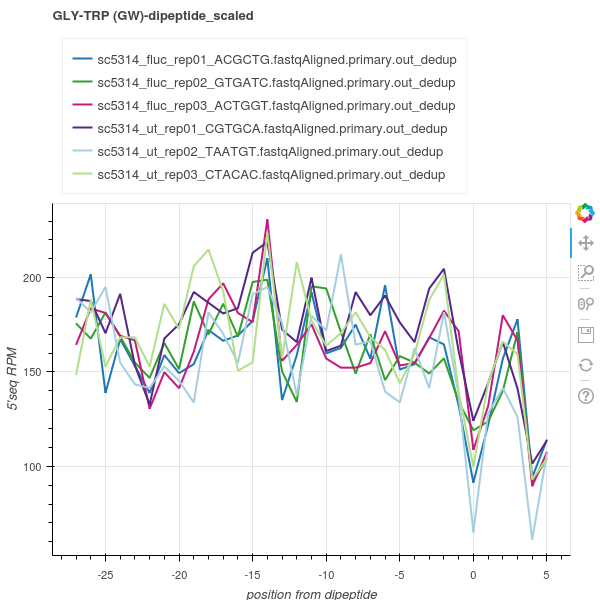 GLY-TRP (GW)-dipeptide_scaled
sc5314_fluc_rep01_ACGCTG.fastqAligned.primary.out_dedup
sc5314_fluc_rep02_GTGATC.fastqAligned.primary.out_dedup
sc5314_fluc_rep03_ACTGGT.fastqAligned.primary.out_dedup
sc5314_ut_rep01_CGTGCA.fastqAligned.primary.out_dedup
sc5314_ut_rep02_TAATGT.fastqAligned.primary.out_dedup
sc5314_ut_rep03_CTACAC.fastqAligned.primary.out_dedup
200
150
100
5'seq RPM
-25 -20 -15 -10 -5 0 5
position from dipeptide